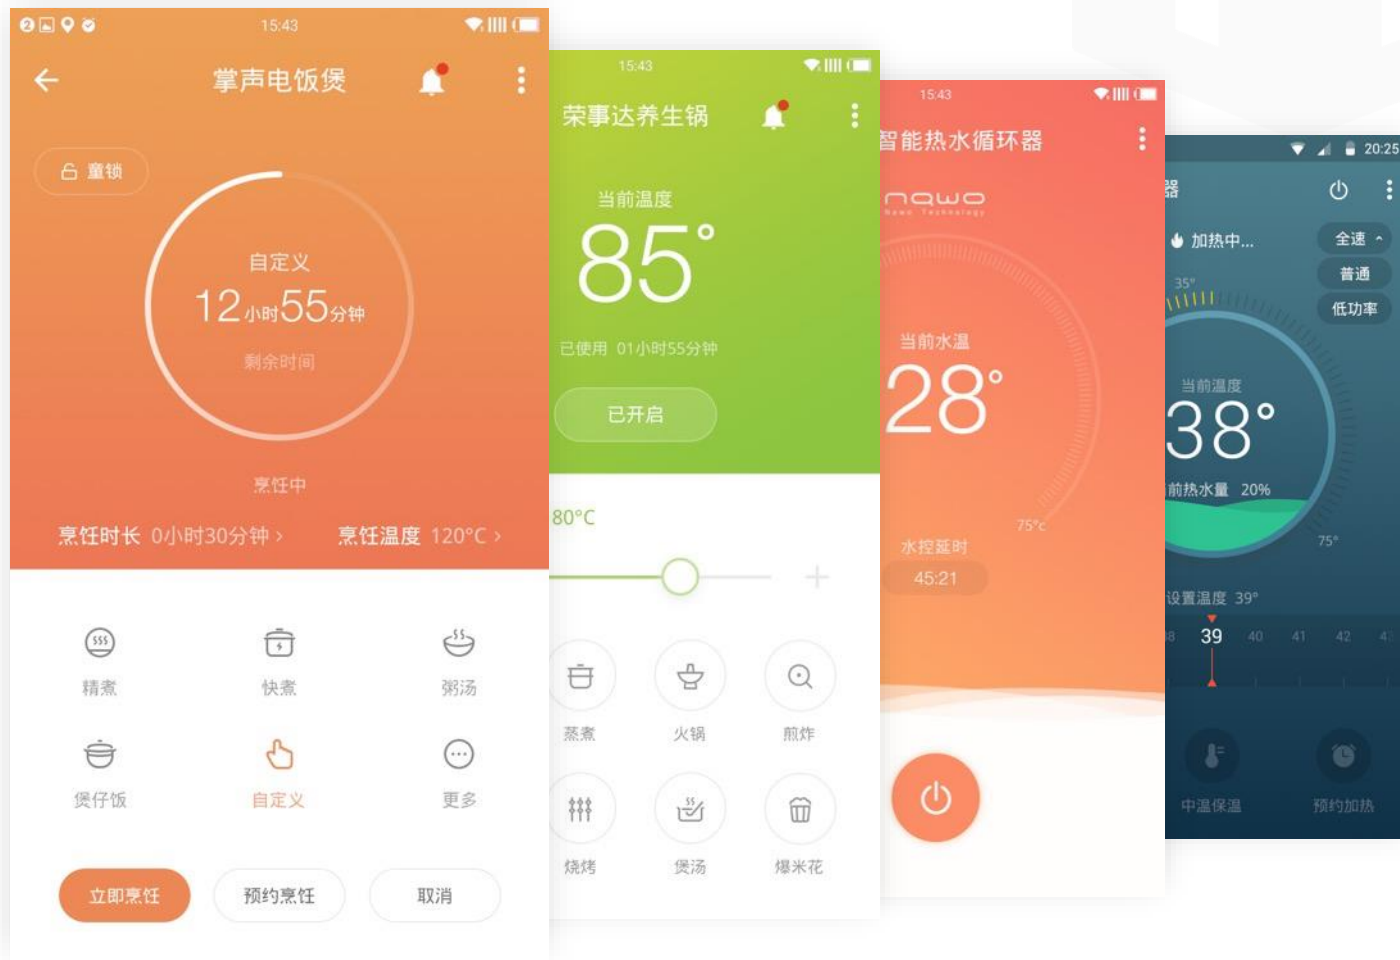 15:43
掌声电饭煲
童锁
自定义
12小时55分钟
剩余时间
烹饪中
烹饪时长 0小时30分钟 >
烹饪温度 120°C >
精煮
快煮
粥汤
煲仔饭
自定义
更多
立即烹饪
预约烹饪
取消
15:43
荣事达养生锅
当前温度
85°
已使用 01小时55分钟
已开启
80°C
蒸煮
火锅
煎炸
烧烤
煲汤
爆米花
15:43
智能热水循环器
nawo
Nawo Technology
当前水温
28°
75°c
水控延时
45:21
20:25
器
加热中...
全速
普通
低功率
35°
当前温度
38°
前热水量 20%
75°
设置温度 39°
39
40
41
42
中温保温
预约加热